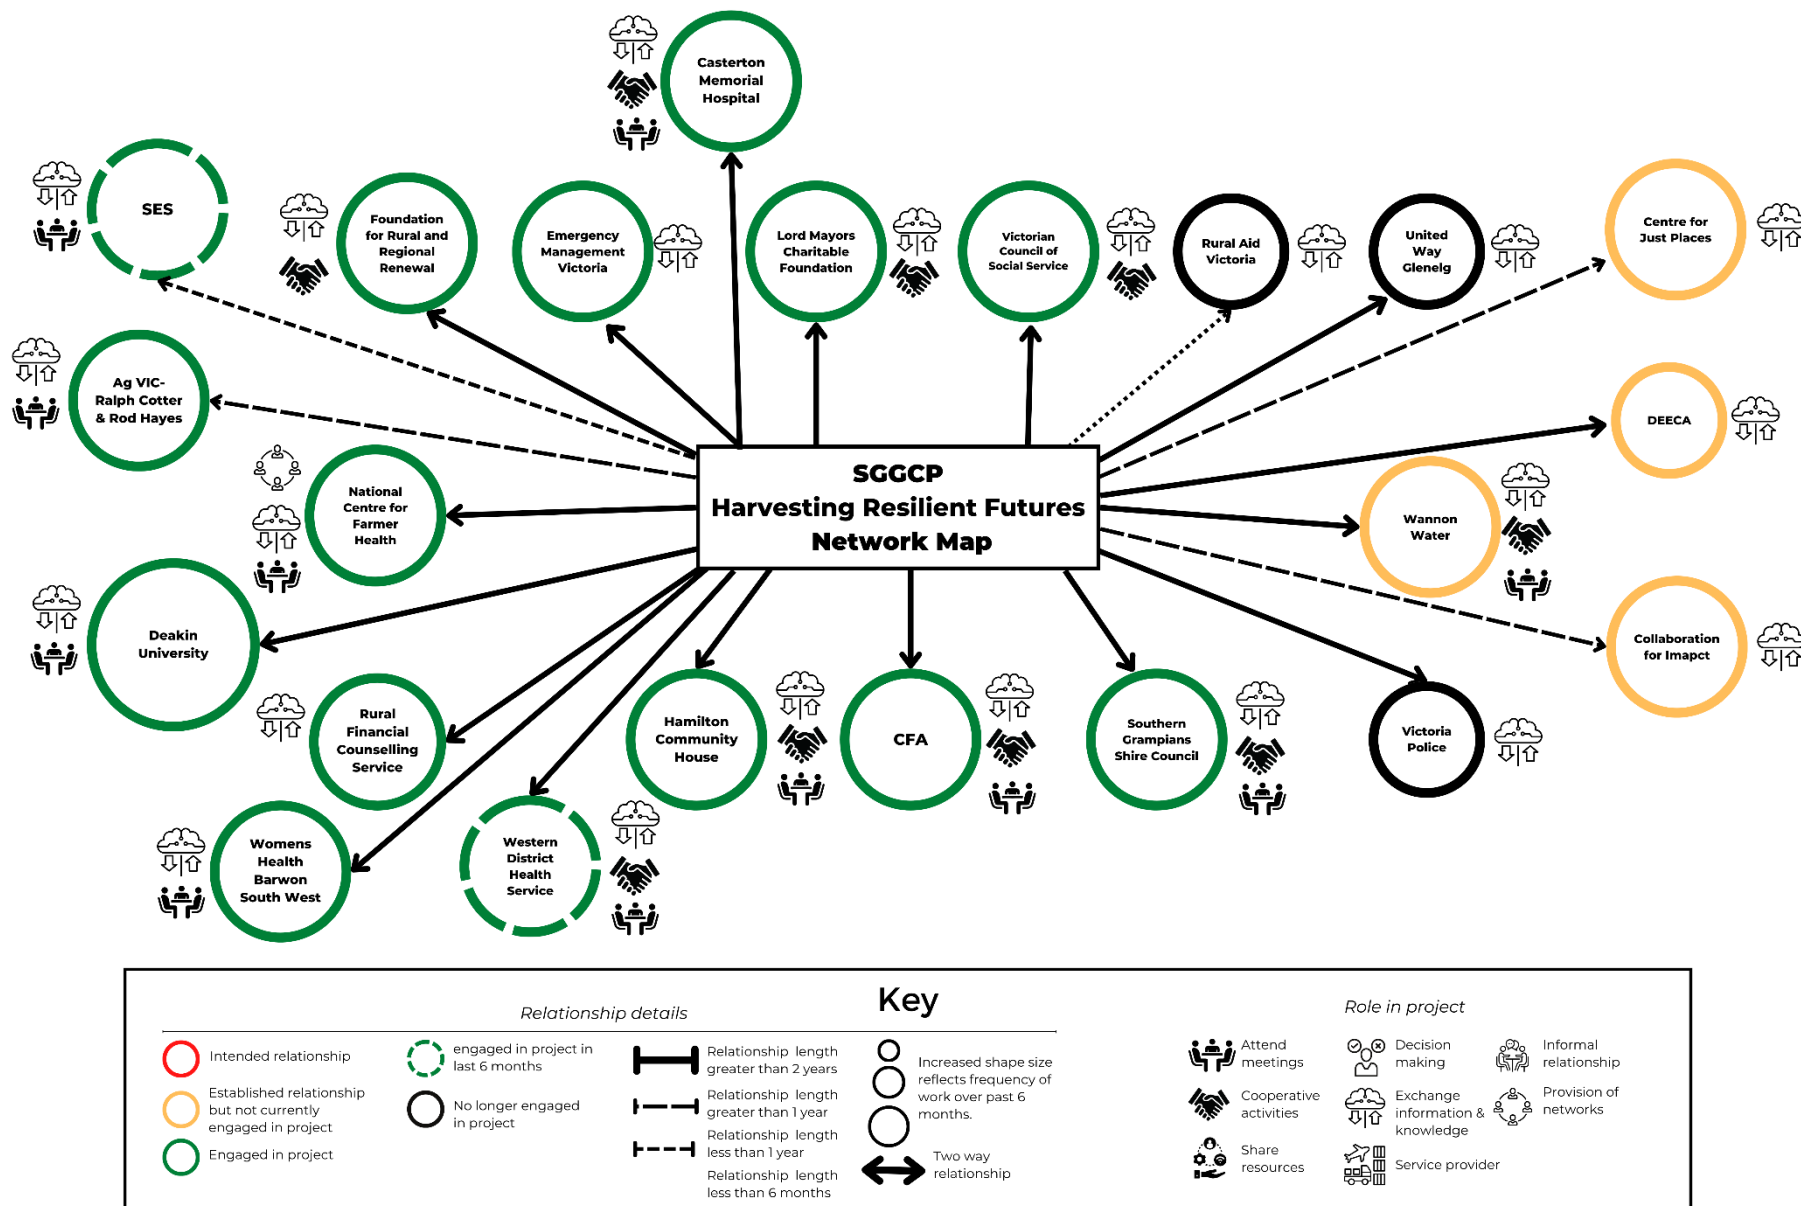 Casterton
Memorial
Hospital
SES
Foundation
for Rural and
Regional
Renewal
Emergency
Management
Victoria
Lord Mayors
Charitable
Foundation
Victorian
Council of
Social Service
Rural Aid
Victoria
United
Way
Glenelg
Centre for
Just Places
Ag VIC-
Ralph Cotter
& Rod Hayes
DEECA
SGGCP
Harvesting Resilient Futures
Network Map
National
Centre for
Farmer
Health
Wannon
Water
Deakin
University
Collaboration
for Imapct
Rural
Financial
Counselling
Service
Hamilton
Community
House
CFA
Southern
Grampians
Shire Council
Victoria
Police
Womens
Health
Barwon
South West
Western
District
Health
Service
Key
Relationship details
Intended relationship
Established relationship
but not currently
engaged in project
Engaged in project
engaged in project in
last 6 months
No longer engaged
in project
Relationship length
greater than 2 years
Relationship length
greater than 1 year
Relationship length
less than 1 year
Relationship length
less than 6 months
Increased shape size
reflects frequency of
work over past 6
months.
Two way
relationship
Role in project
Attend
meetings
Cooperative
activities
Share
resources
Decision
making
Exchange
information &
knowledge
Service provider
Informal
relationship
Provision of
networks